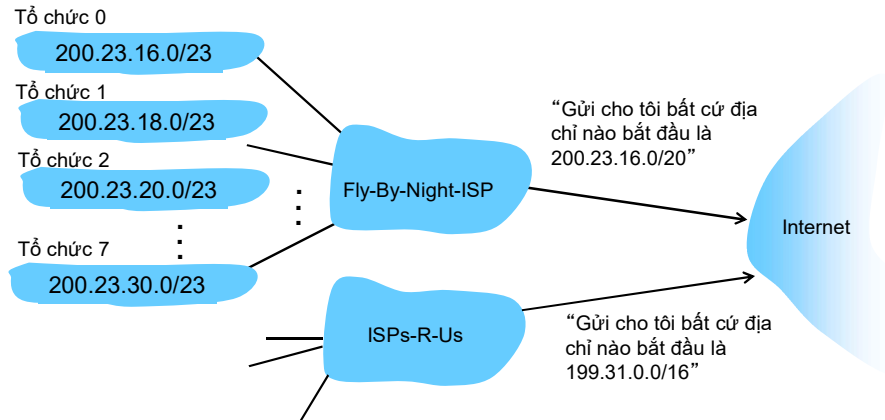 Tổ chức 0
200.23.16.0/23
Tổ chức 1
200.23.18.0/23
Tổ chức 2
200.23.20.0/23
Tổ chức 7
200.23.30.0/23
Fly-By-Night-ISP
“Gửi cho tôi bất cứ địa
chỉ nào bắt đầu là
200.23.16.0/20”
Internet
ISPs-R-Us
“Gửi cho tôi bất cứ địa
chỉ nào bắt đầu là
199.31.0.0/16”